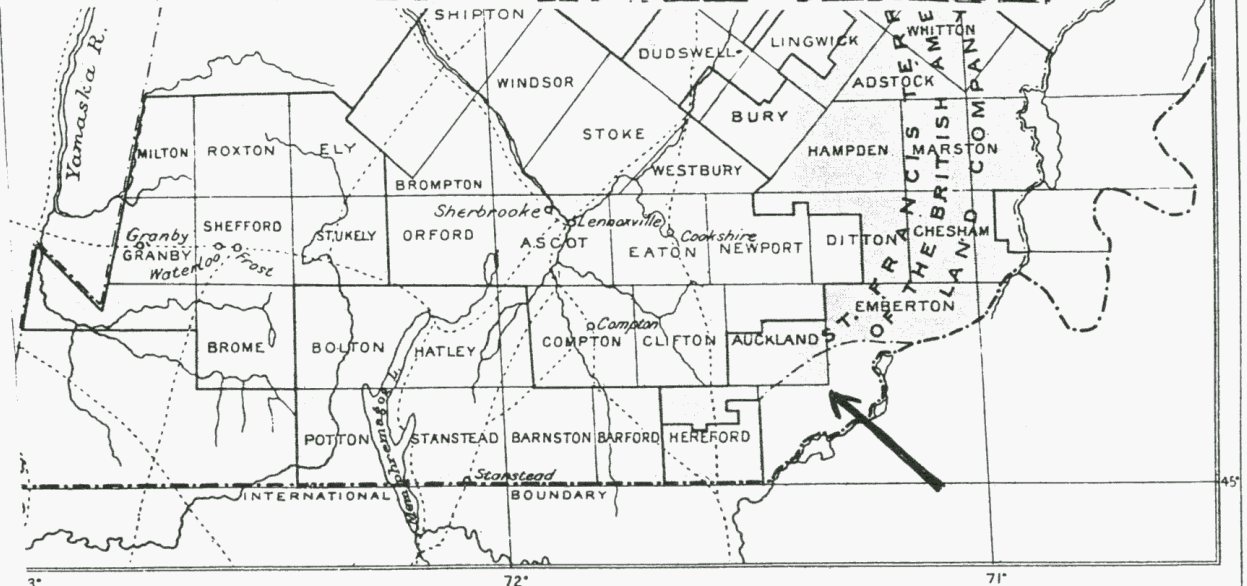 SHIPTON
WHITTON
LINGWICK
DUDSWELL
Yamaska R.
WINDSOR
ADSTOCK
BURY
STOKE
MILTON
ROXTON
ELY
HAMPDEN
MARSTON
WESTBURY
BROMPTON
Sherbrooke
Lennoxville
SHEFFORD
Granby
GRANBY
Waterloo
Frost
STUKELY
ORFORD
ASCOT
Cookshire
EATON
NEWPORT
DITTON
CHESHAM
EMBERTON
ST. FRANCIS TERR
OF THE BRITISH AME
LAND COMPAN
BROME
BOLTON
HATLEY
Compton
COMPTON
CLIFTON
AUCKLAND
Memphremagog L.
POTTON
STANSTEAD
BARNSTON
BARFORD
HEREFORD
Stanstead
INTERNATIONAL BOUNDARY
45°
3°
72°
71°